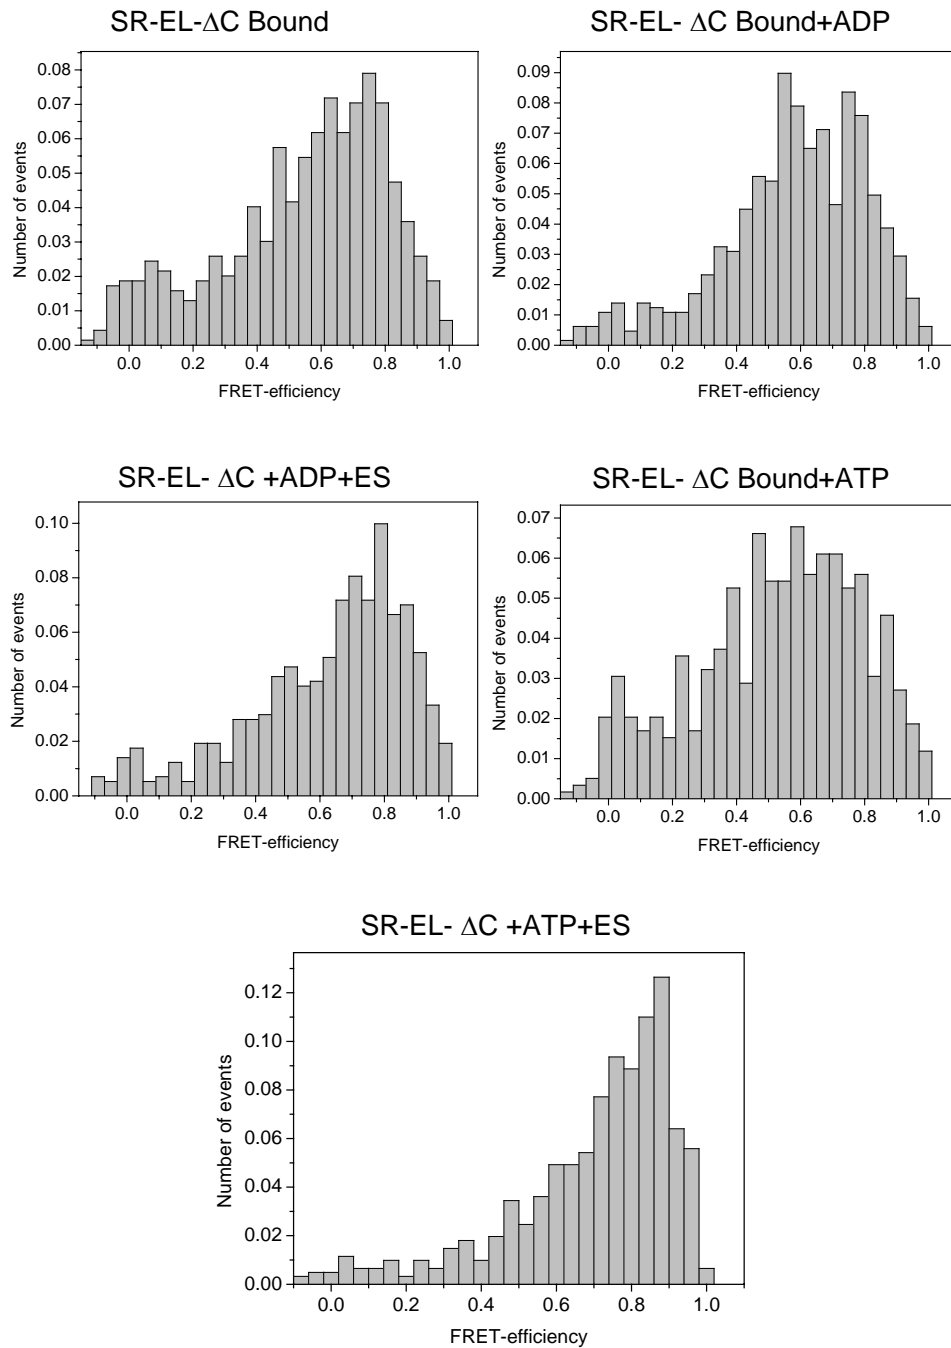 SR-EL-ΔC Bound
Number of events
0.08
0.07
0.06
0.05
0.04
0.03
0.02
0.01
0.00
0.0 0.2 0.4 0.6 0.8 1.0
FRET-efficiency
SR-EL- ΔC Bound+ADP
Number of events
0.09
0.08
0.07
0.06
0.05
0.04
0.03
0.02
0.01
0.00
0.0 0.2 0.4 0.6 0.8 1.0
FRET-efficiency
SR-EL- ΔC +ADP+ES
Number of events
0.10
0.08
0.06
0.04
0.02
0.00
0.0 0.2 0.4 0.6 0.8 1.0
FRET-efficiency
SR-EL- ΔC Bound+ATP
Number of events
0.07
0.06
0.05
0.04
0.03
0.02
0.01
0.00
0.0 0.2 0.4 0.6 0.8 1.0
FRET-efficiency
SR-EL- ΔC +ATP+ES
Number of events
0.12
0.10
0.08
0.06
0.04
0.02
0.00
0.0 0.2 0.4 0.6 0.8 1.0
FRET-efficiency